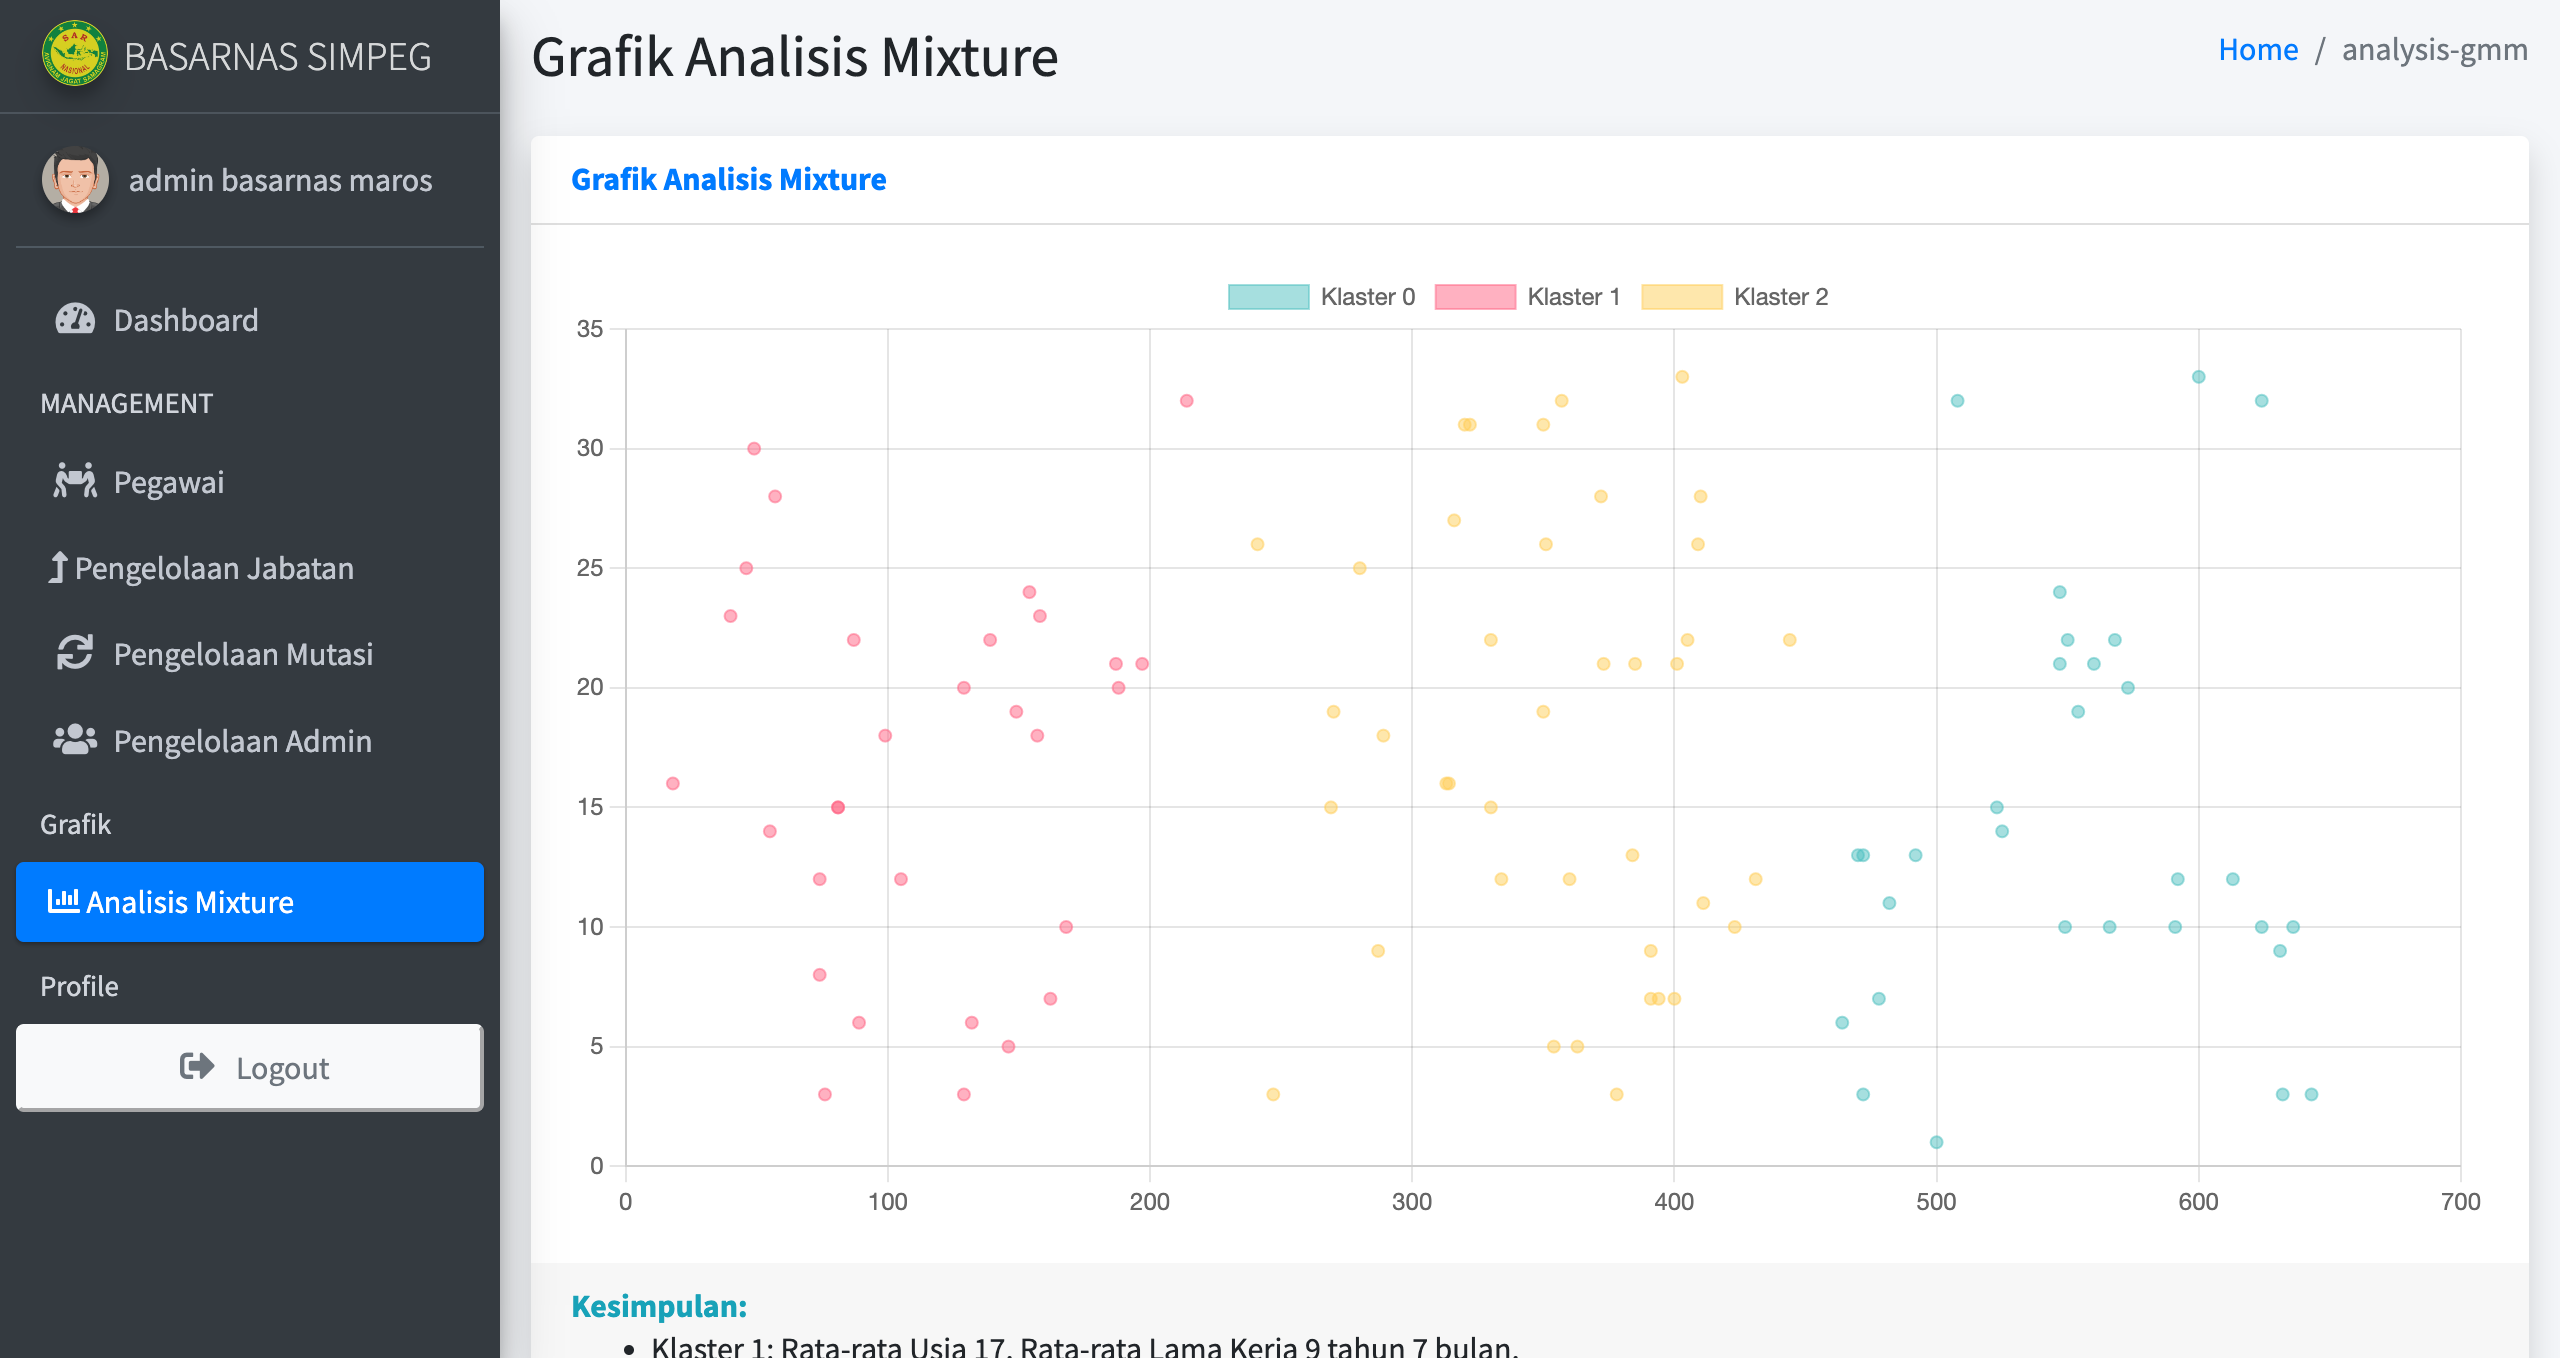 BASARNAS SIMPEG
admin basarnas maros
Dashboard
MANAGEMENT
Pegawai
Pengelolaan Jabatan
Pengelolaan Mutasi
Pengelolaan Admin
Grafik
Analisis Mixture
Profile
Logout
Grafik Analisis Mixture
Home / analysis-gmm
Grafik Analisis Mixture
Klaster 0 Klaster 1 Klaster 2
35
30
25
20
15
10
5
0
0 100 200 300 400 500 600 700
Kesimpulan:
• Klaster 1: Rata-rata Usia 17. Rata-rata Lama Kerja 9 tahun 7 bulan.